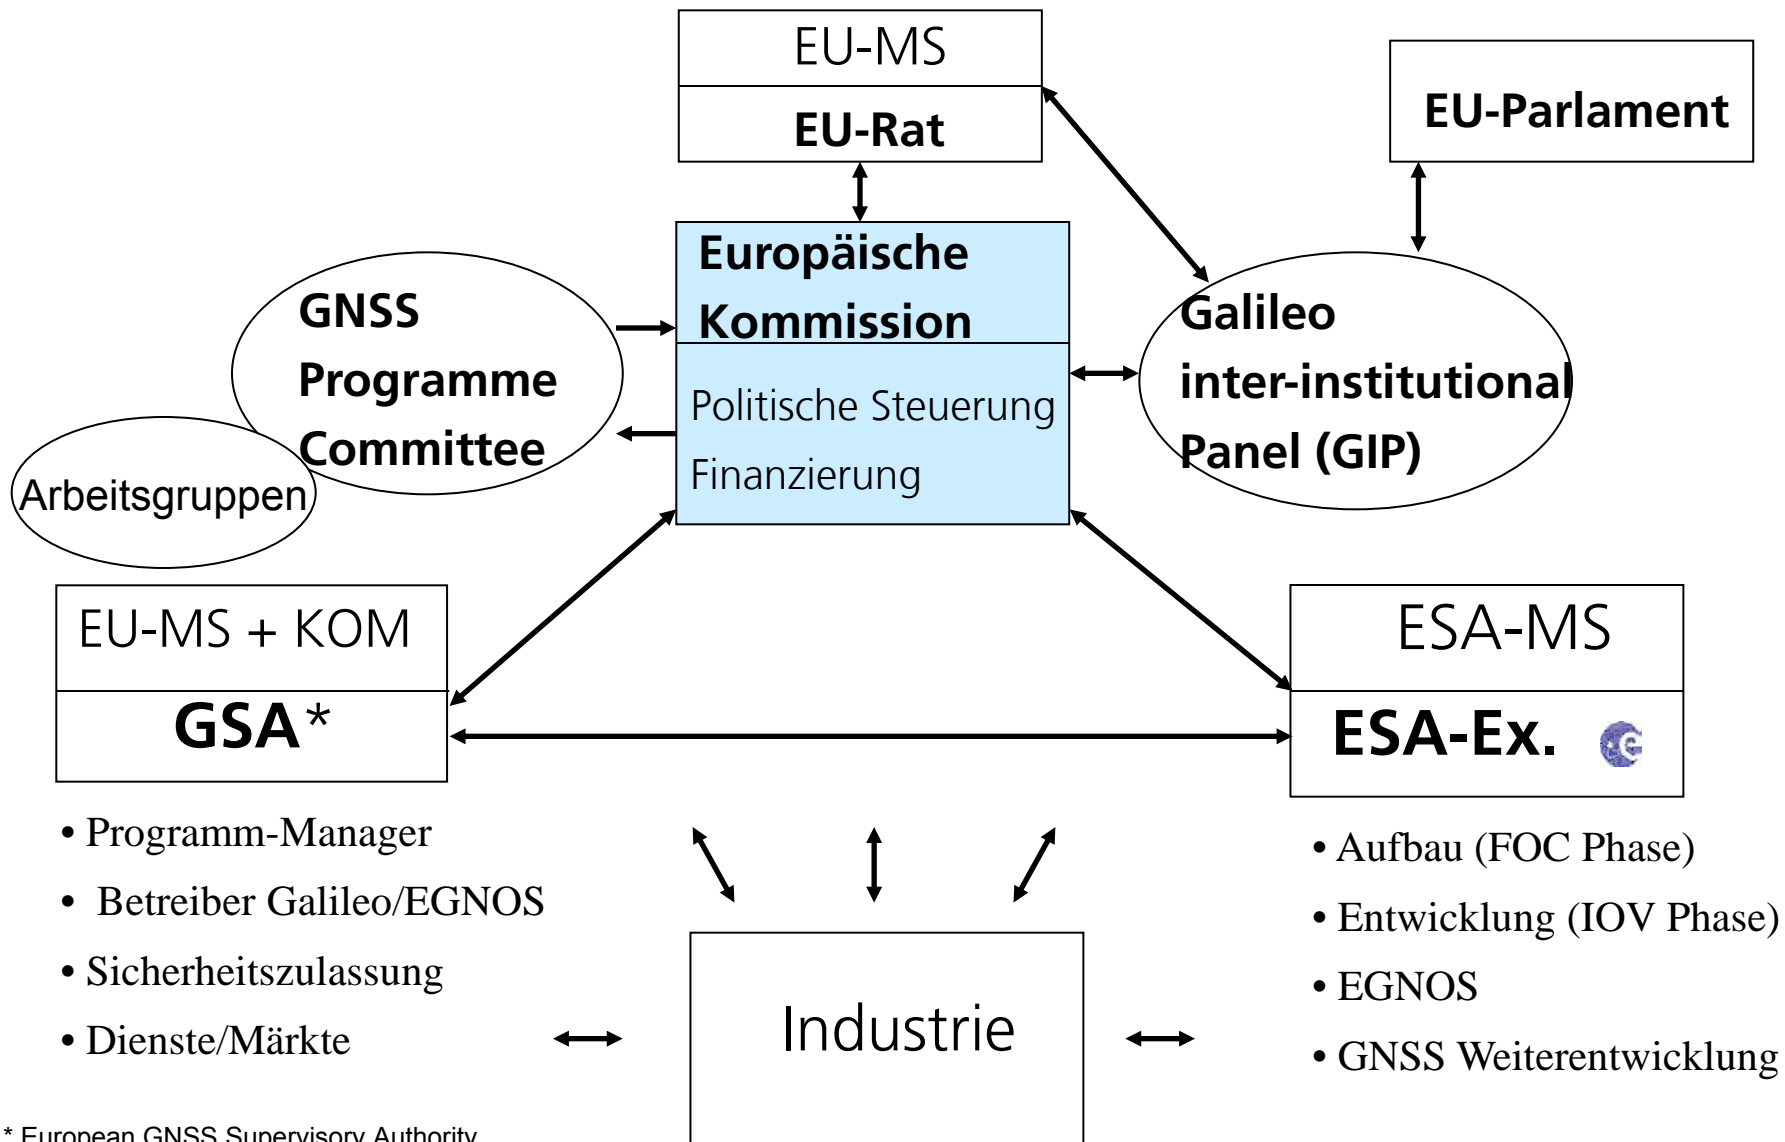 EU-MS
EU-Rat
EU-Parlament
Europäische
Kommission
Politische Steuerung
Finanzierung
GNSS
Programme
Committee
Arbeitsgruppen
Galileo
inter-institutional
Panel (GIP)
EU-MS + KOM
GSA*
ESA-MS
ESA-Ex.
• Programm-Manager
• Betreiber Galileo/EGNOS
• Sicherheitszulassung
• Dienste/Märkte
• Aufbau (FOC Phase)
• Entwicklung (IOV Phase)
• EGNOS
• GNSS Weiterentwicklung
Industrie
* European GNSS Supervisory Authority